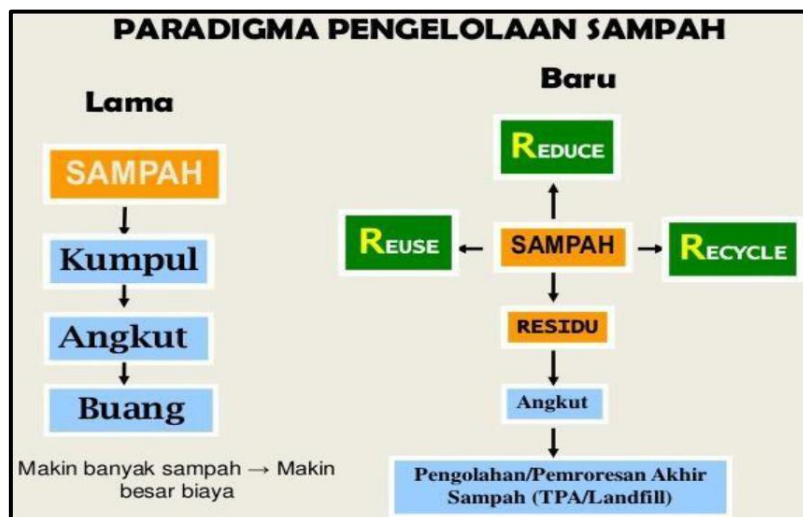 PARADIGMA PENGELOLAAN SAMPAH
Lama
SAMPAH
Kumpul
Angkut
Buang
Makin banyak sampah → Makin
besar biaya
Baru
REDUCE
REUSE
SAMPAH
RECYCLE
RESIDU
Angkut
Pengolahan/Pemroresan Akhir
Sampah (TPA/Landfill)